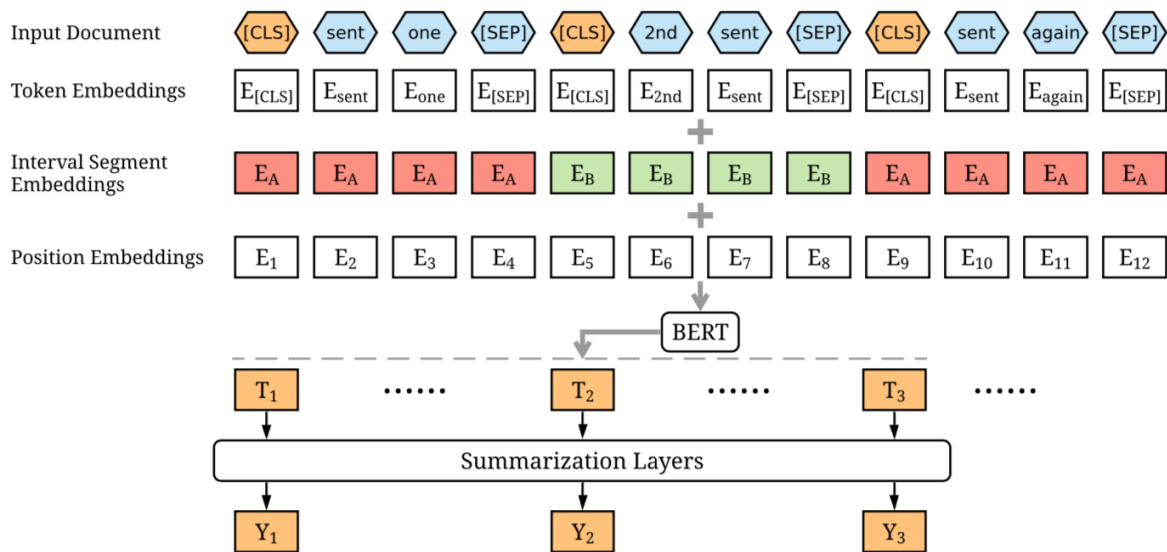 Input Document [CLS] sent one [SEP] [CLS] 2nd sent [SEP] [CLS] sent again [SEP]
Token Embeddings E[CLS] Esent Eone E[SEP] E[CLS] E2nd Esent E[SEP] E[CLS] Esent Eagain E[SEP]
+
Interval Segment
Embeddings EA EA EA EA EB EB EB EB EA EA EA EA
+
Position Embeddings E1 E2 E3 E4 E5 E6 E7 E8 E9 E10 E11 E12
BERT
T1 ...... T2 ...... T3 ......
Summarization Layers
Y1 Y2 Y3